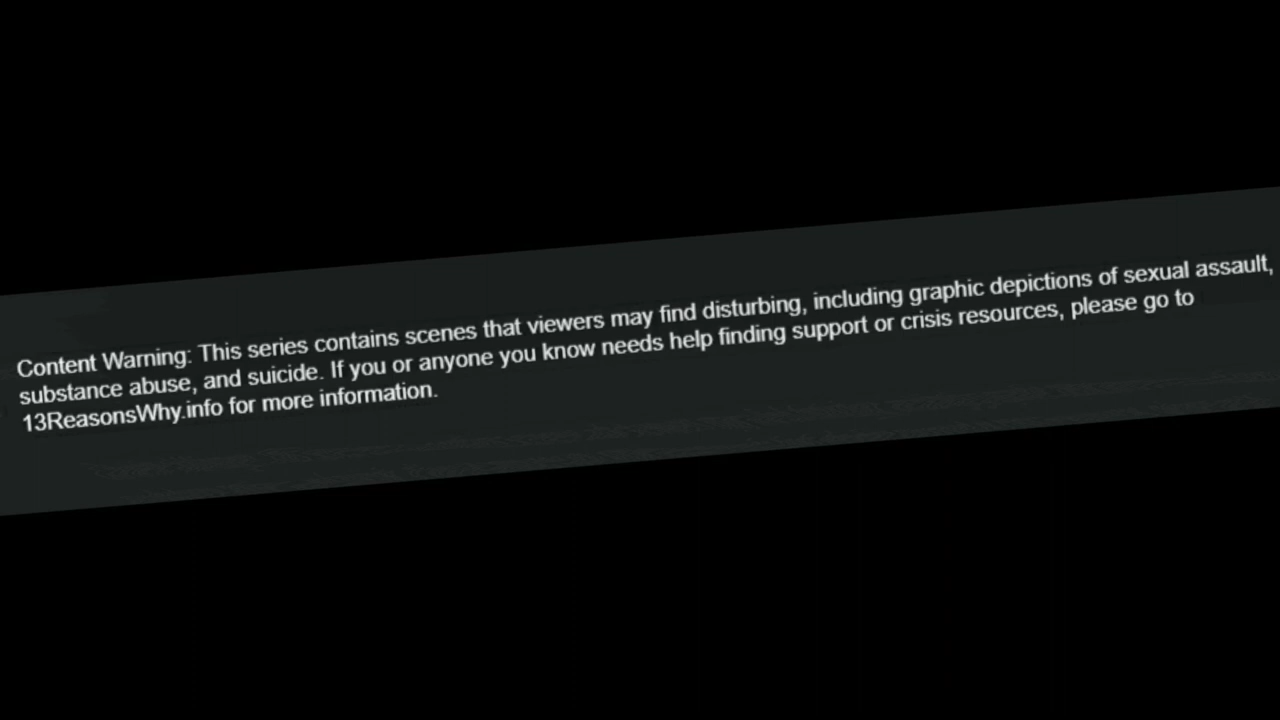 Content Warning: This series contains scenes that viewers may find disturbing, including graphic depictions of sexual assault,
substance abuse, and suicide. If you or anyone you know needs help finding support or crisis resources, please go to
13ReasonsWhy.info for more information.